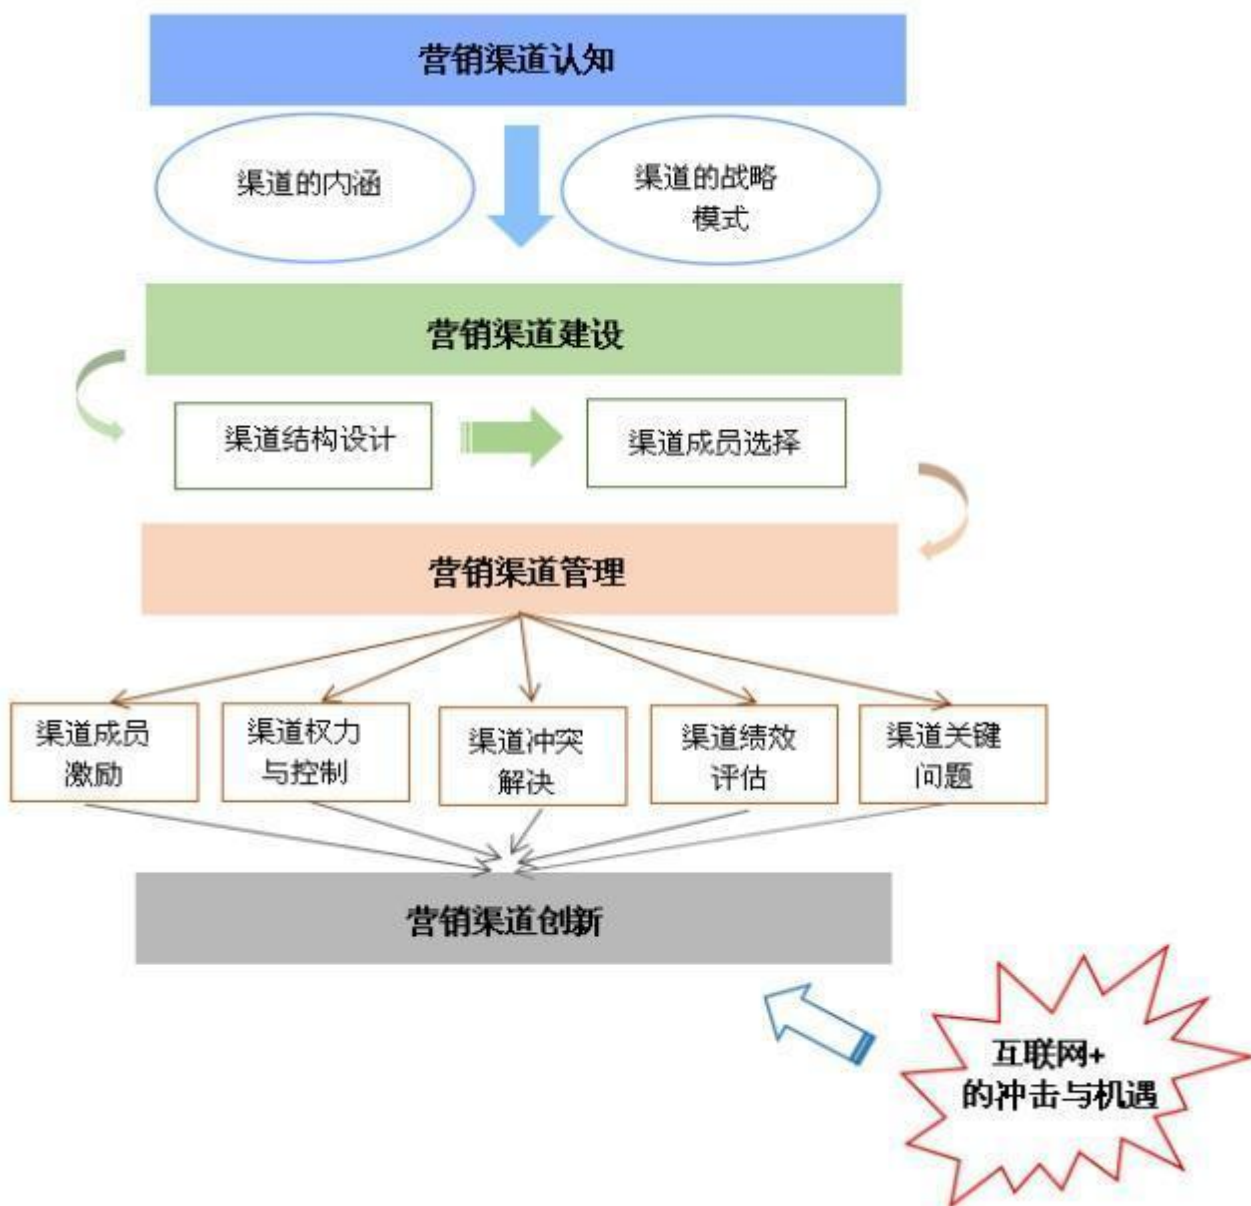 营销渠道认知
渠道的内涵
渠道的战略
模式
营销渠道建设
渠道结构设计
渠道成员选择
营销渠道管理
渠道成员
激励
渠道权力
与控制
渠道冲突
解决
渠道绩效
评估
渠道关键
问题
营销渠道创新
互联网+
的冲击与机遇